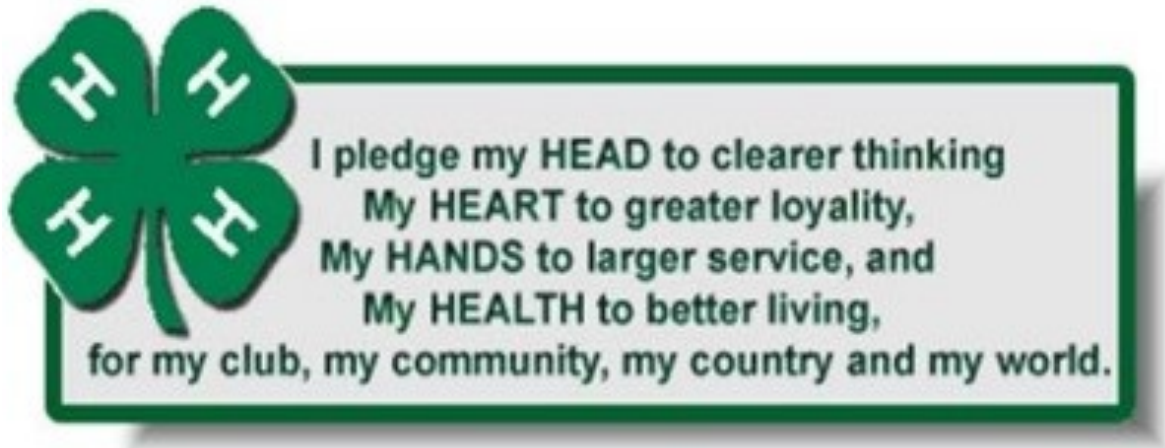 H H
H H
I pledge my HEAD to clearer thinking
My HEART to greater loyality,
My HANDS to larger service, and
My HEALTH to better living,
for my club, my community, my country and my world.